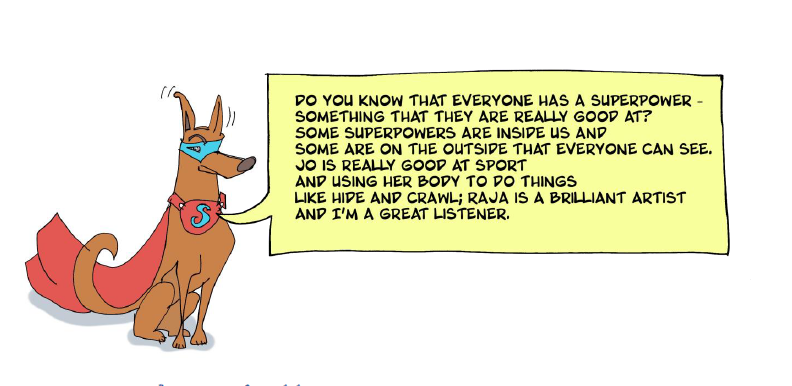 DO YOU KNOW THAT EVERYONE HAS A SUPERPOWER -
SOMETHING THAT THEY ARE REALLY GOOD AT?
SOME SUPERPOWERS ARE INSIDE US AND
SOME ARE ON THE OUTSIDE THAT EVERYONE CAN SEE.
JO IS REALLY GOOD AT SPORT
AND USING HER BODY TO DO THINGS
LIKE HIDE AND CRAWL; RAJA IS A BRILLIANT ARTIST
AND I'M A GREAT LISTENER.
S